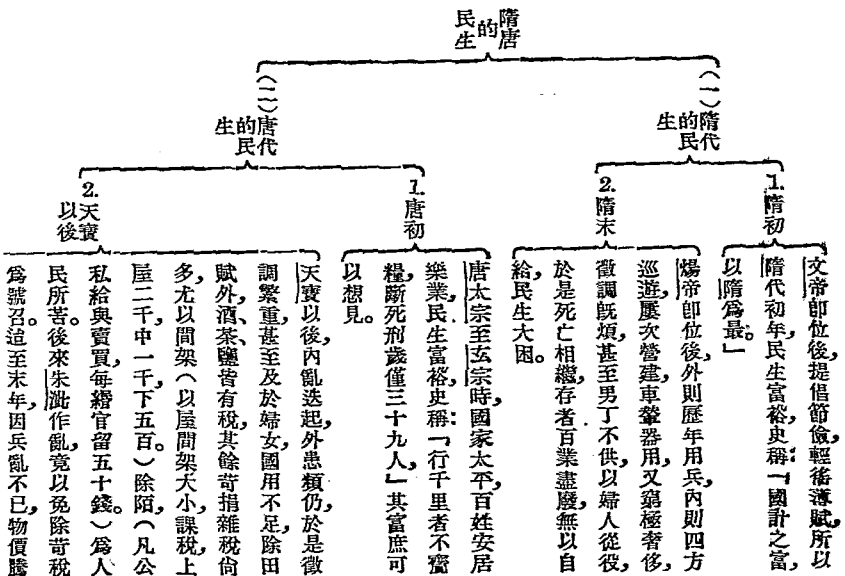 隋唐的民生
(一)隋代的民生
1.隋初
文帝即位後，提倡節儉，輕徭薄賦，所以
隋代初年，民生富裕，史稱：「國計之富，
以隋爲最。」
2.隋末
煬帝即位後，外則歷年用兵，內則四方
巡遊，屢次營建，車輦器用，又窮極奢侈，
徵調旣煩，甚至男丁不供，以婦人從役，
於是死亡相繼，存者百業盡廢，無以自
給，民生大困。
(二)唐代的民生
1.唐初
唐太宗至玄宗時，國家太平，百姓安居
樂業，民生富裕，史稱：「行千里者不齎
糧，斷死刑歲僅三十九人，」其富庶可
以想見。
2.天寶以後
天寶以後，內亂迭起，外患類仍，於是徵
調繁重，甚至及於婦女，國用不足，除田
賦外，酒、茶、鹽皆有稅，其餘苛捐雜稅尙
多，尤以間架（以屋間架大小，課稅，上
屋二千，中一千，下五百。）除陌，（凡公
私給與賣買，每緡官留五十錢。）爲人
民所苦。後來朱泚作亂，竟以免除苛稅
爲號召。這至末年，因兵亂不已，物價騰